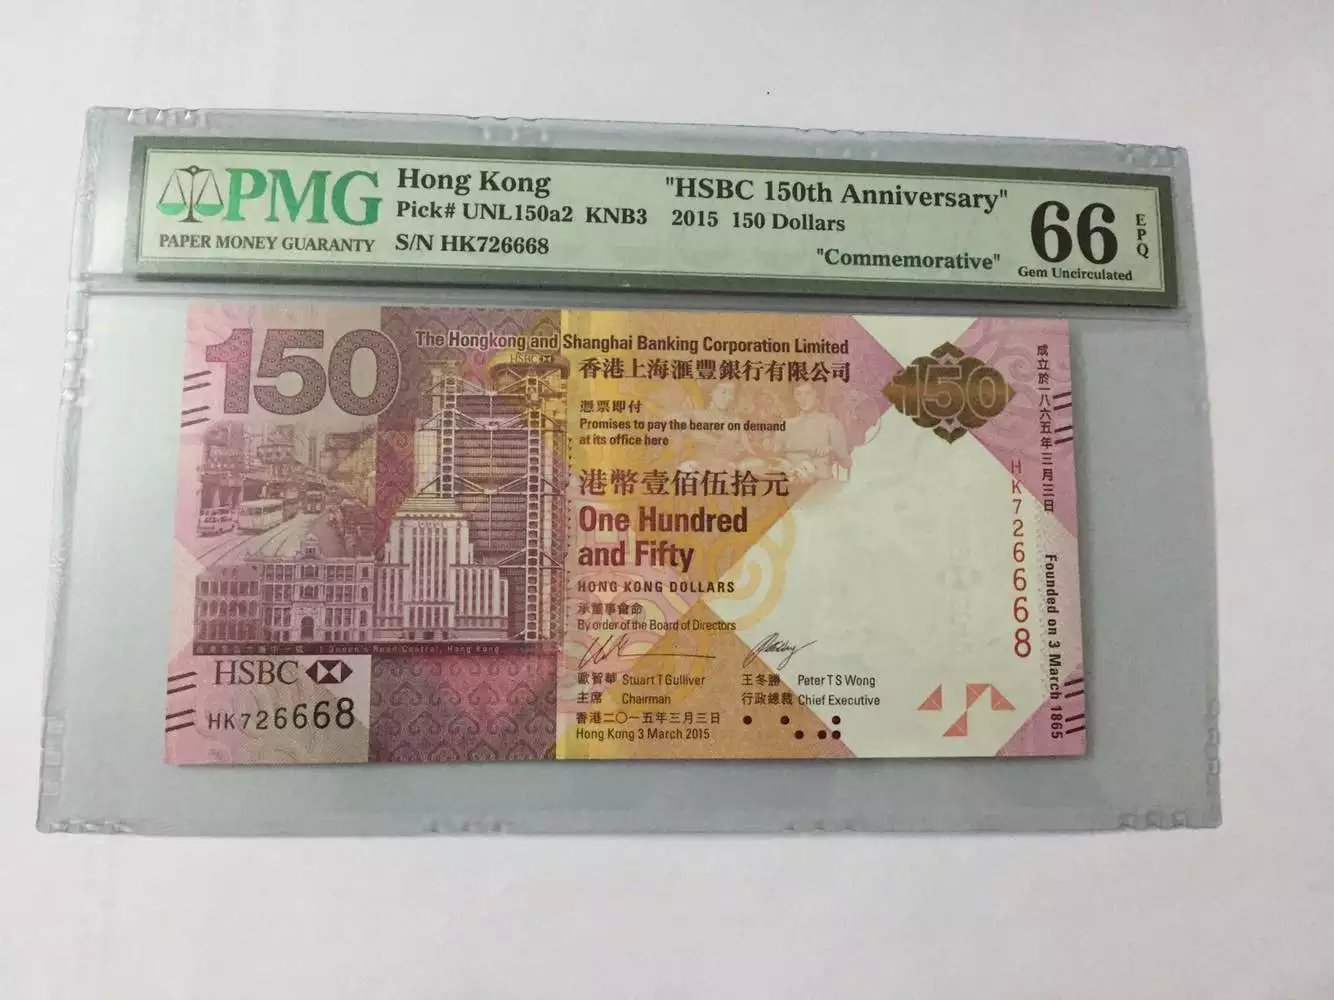 PMG
PAPER MONEY GUARANTY
Hong Kong
Pick# UNL150a2 KNB3
S/N HK726668
"HSBC 150th Anniversary"
2015 150 Dollars
"Commemorative"
66
EPQ
Gem Uncirculated
150
The Hongkong and Shanghai Banking Corporation Limited
HSBC
香港上海滙豐銀行有限公司
憑票即付
Promises to pay the bearer on demand
at its office here
港幣壹佰伍拾元
One Hundred
and Fifty
HONG KONG DOLLARS
承董事會命
By order of the Board of Directors
歐智華 Stuart T Gulliver
主席 Chairman
王冬勝 Peter T S Wong
行政總裁 Chief Executive
香港二〇一五年三月三日
Hong Kong 3 March 2015
1 Queen's Road Central, Hong Kong
HSBC
HK726668
150
HK726668
成立於一八六五年三月三日 Founded on 3 March 1865